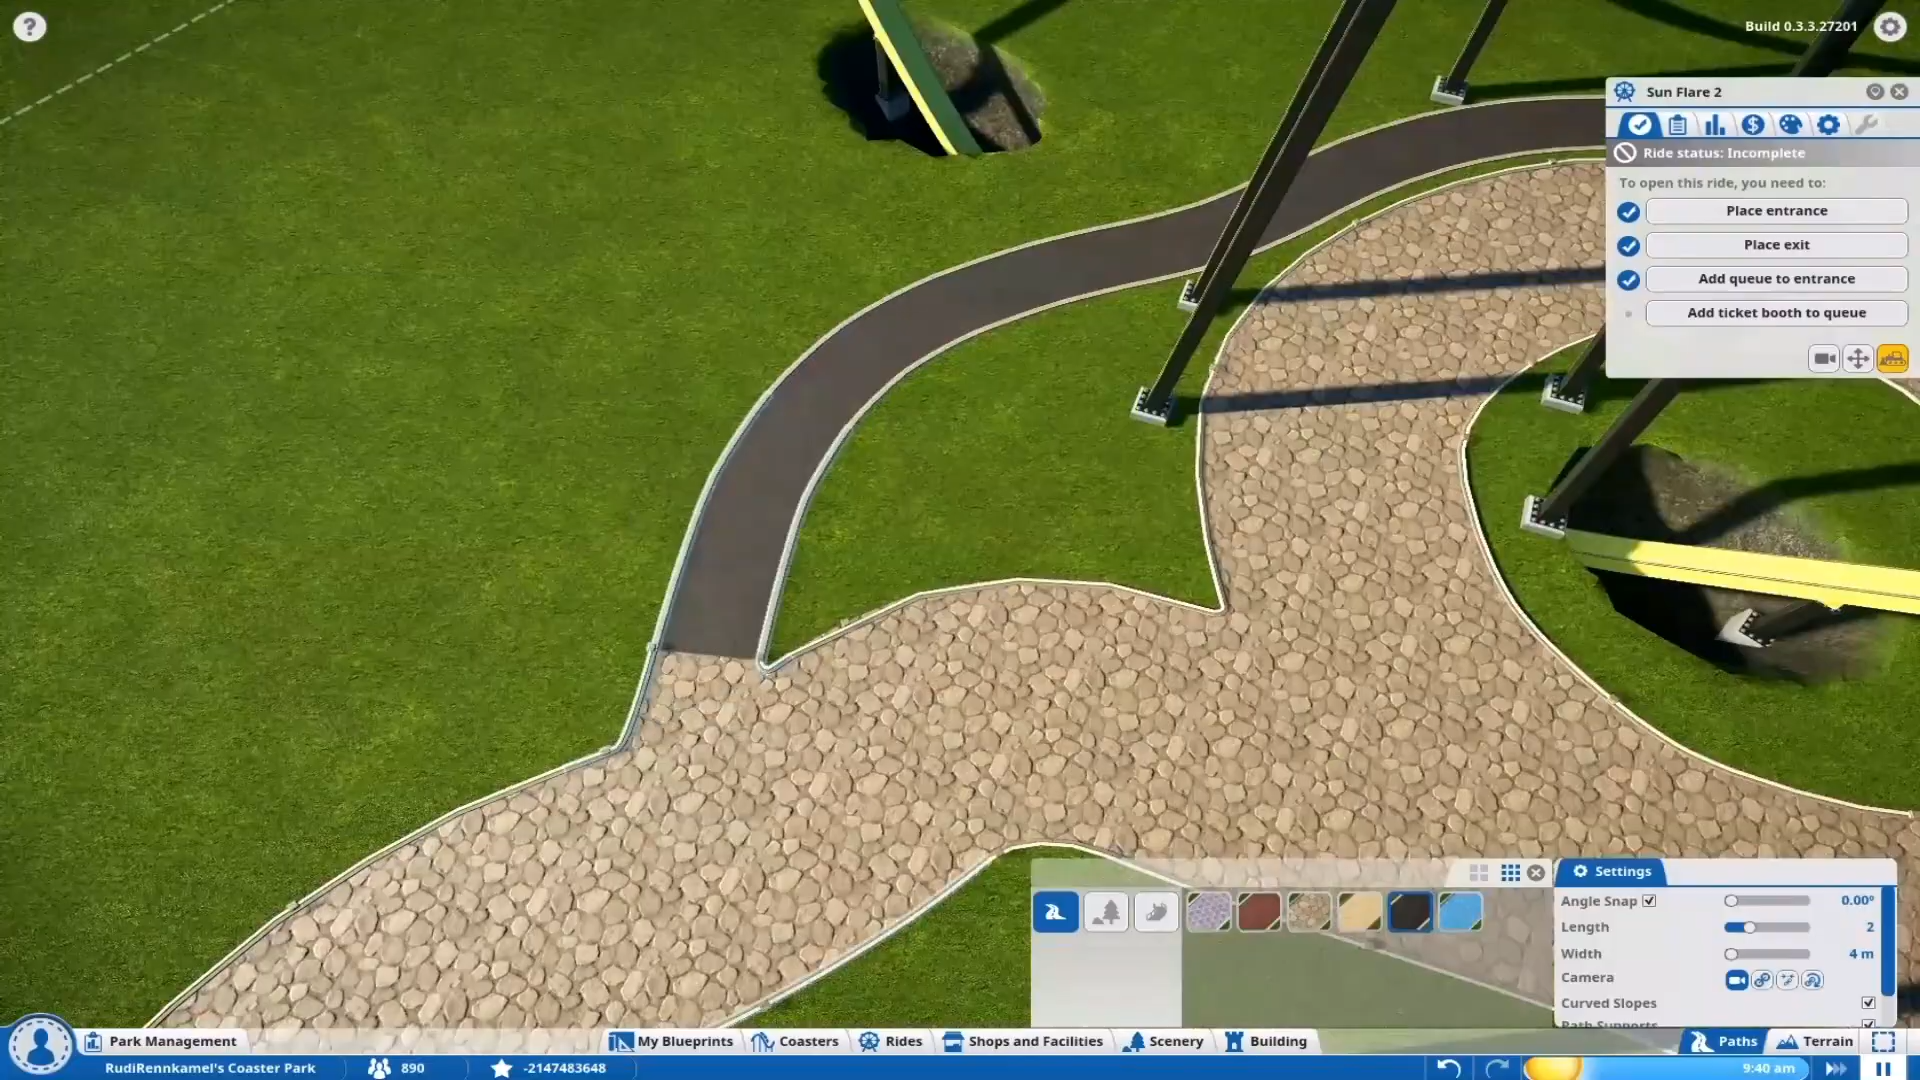 ?
Build 0.3.3.27201
Sun Flare 2
Ride status: Incomplete
To open this ride, you need to:
Place entrance
Place exit
Add queue to entrance
Add ticket booth to queue
Settings
Angle Snap 0.00°
Length 2
Width 4 m
Camera
Curved Slopes
Path Supports
Park Management My Blueprints Coasters Rides Shops and Facilities Scenery Building Paths Terrain
RudiRennkamel's Coaster Park 890 -2147483648 9:40 am